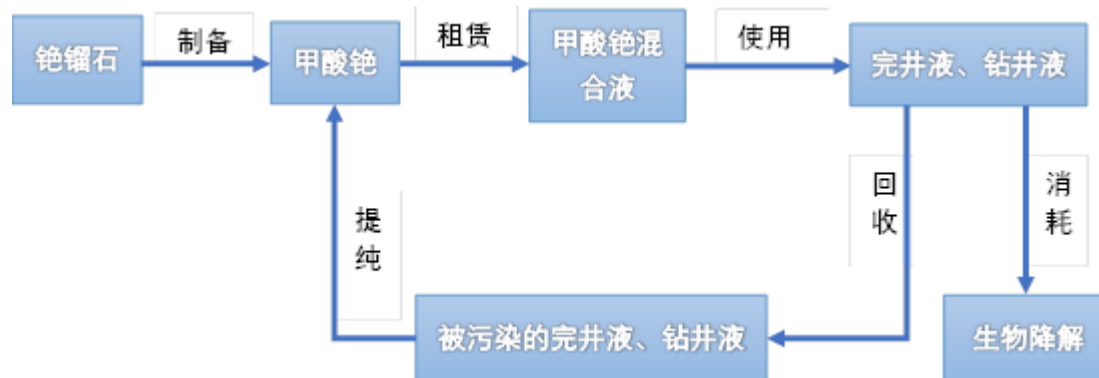 铯镏石
制备
甲酸铯
租赁
甲酸铯混
合液
使用
完井液、钻井液
回
收
消
耗
提
纯
被污染的完井液、钻井液
生物降解